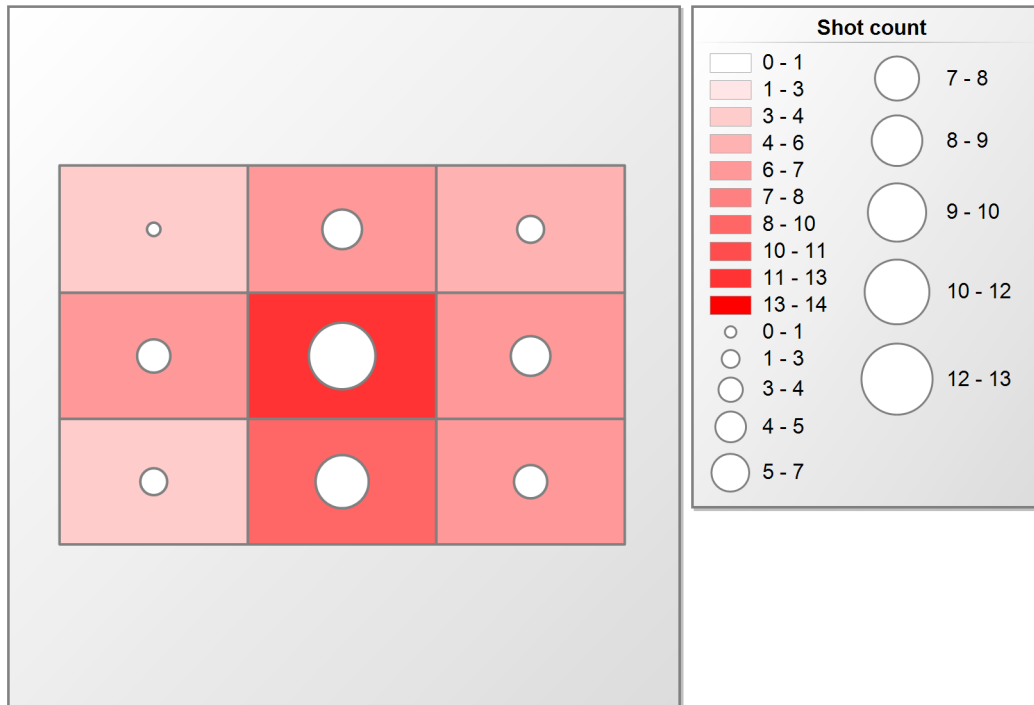 Shot count
0 - 1
1 - 3
3 - 4
4 - 6
6 - 7
7 - 8
8 - 10
10 - 11
11 - 13
13 - 14
0 - 1
1 - 3
3 - 4
4 - 5
5 - 7
7 - 8
8 - 9
9 - 10
10 - 12
12 - 13